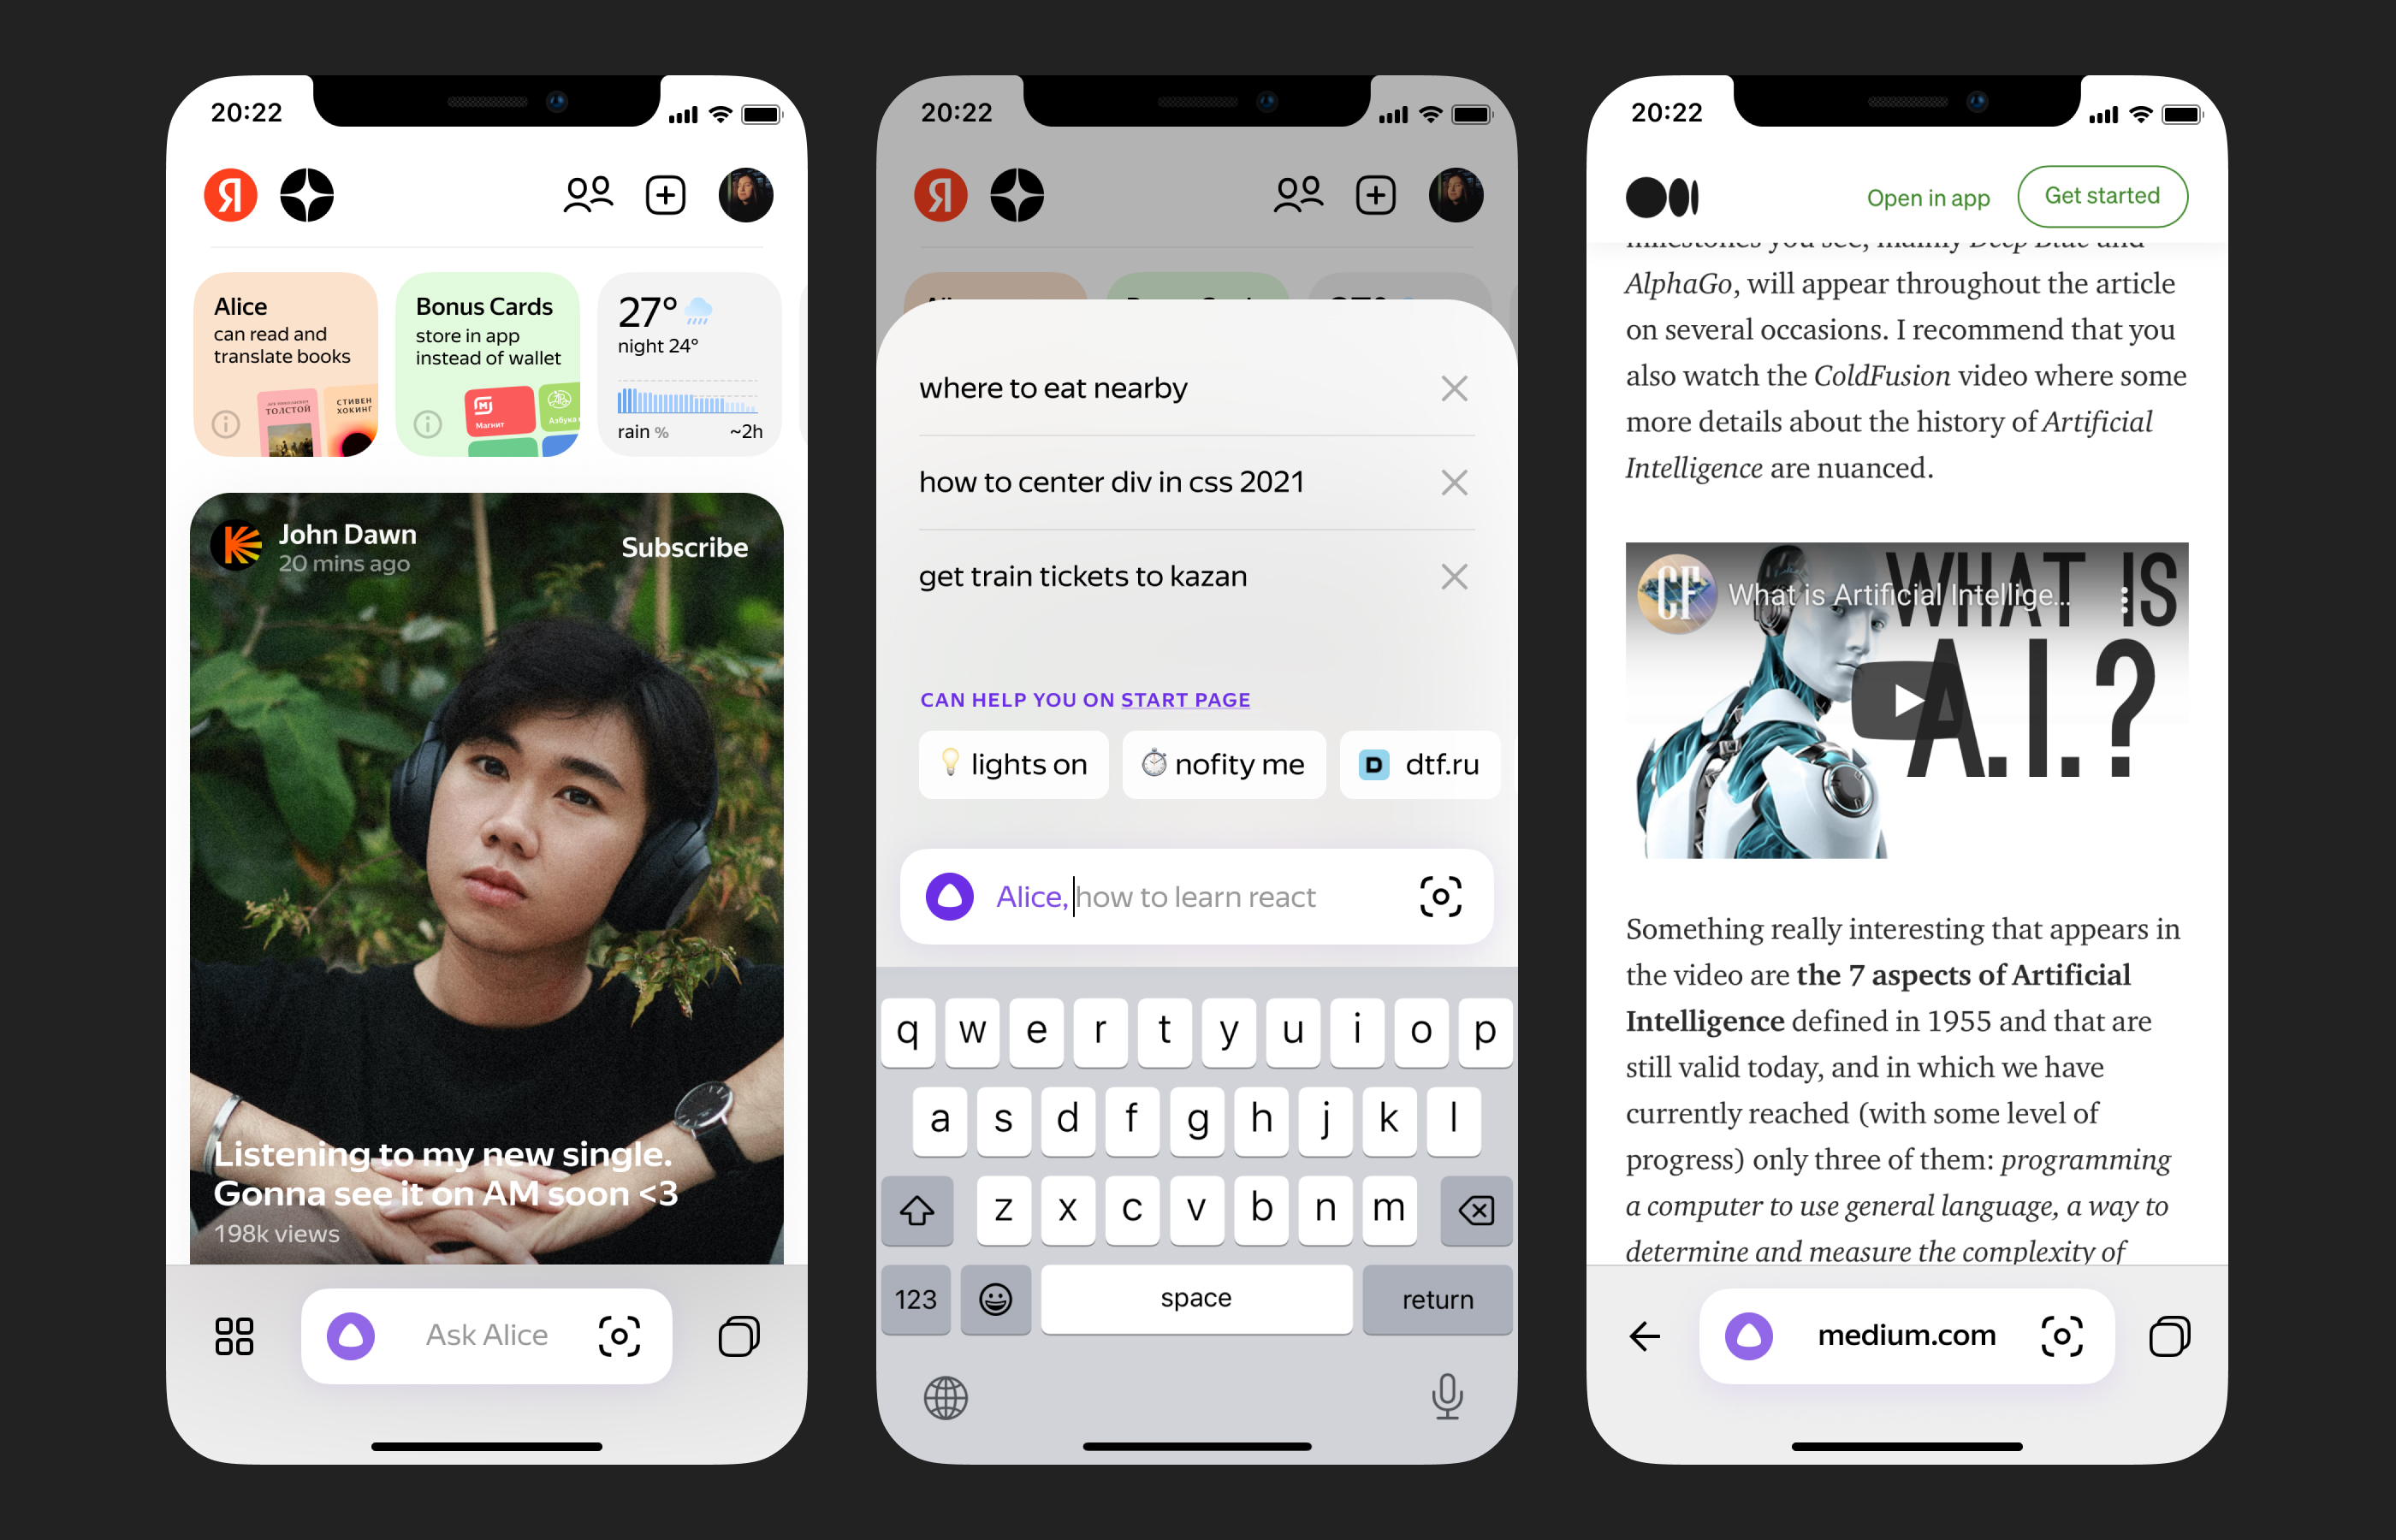 20:22
Я
Alice
can read and
translate books
ТОЛСТОЙ
СТИВЕН
ХОКИНГ
Bonus Cards
store in app
instead of wallet
Магнит
Азбука
27°
night 24°
rain %
~2h
John Dawn
20 mins ago
Subscribe
Listening to my new single.
Gonna see it on AM soon <3
198k views
Ask Alice
20:22
Я
where to eat nearby
how to center div in css 2021
get train tickets to kazan
CAN HELP YOU ON START PAGE
lights on
nofity me
D dtf.ru
Alice, how to learn react
q w e r t y u i o p
a s d f g h j k l
z x c v b n m
123
space
return
20:22
Open in app
Get started
milestones you see, mainly Deep Blue and
AlphaGo, will appear throughout the article
on several occasions. I recommend that you
also watch the ColdFusion video where some
more details about the history of Artificial
Intelligence are nuanced.
CF
What is Artificial Intellige...
WHAT IS
A.I.?
Something really interesting that appears in
the video are the 7 aspects of Artificial
Intelligence defined in 1955 and that are
still valid today, and in which we have
currently reached (with some level of
progress) only three of them: programming
a computer to use general language, a way to
determine and measure the complexity of
medium.com